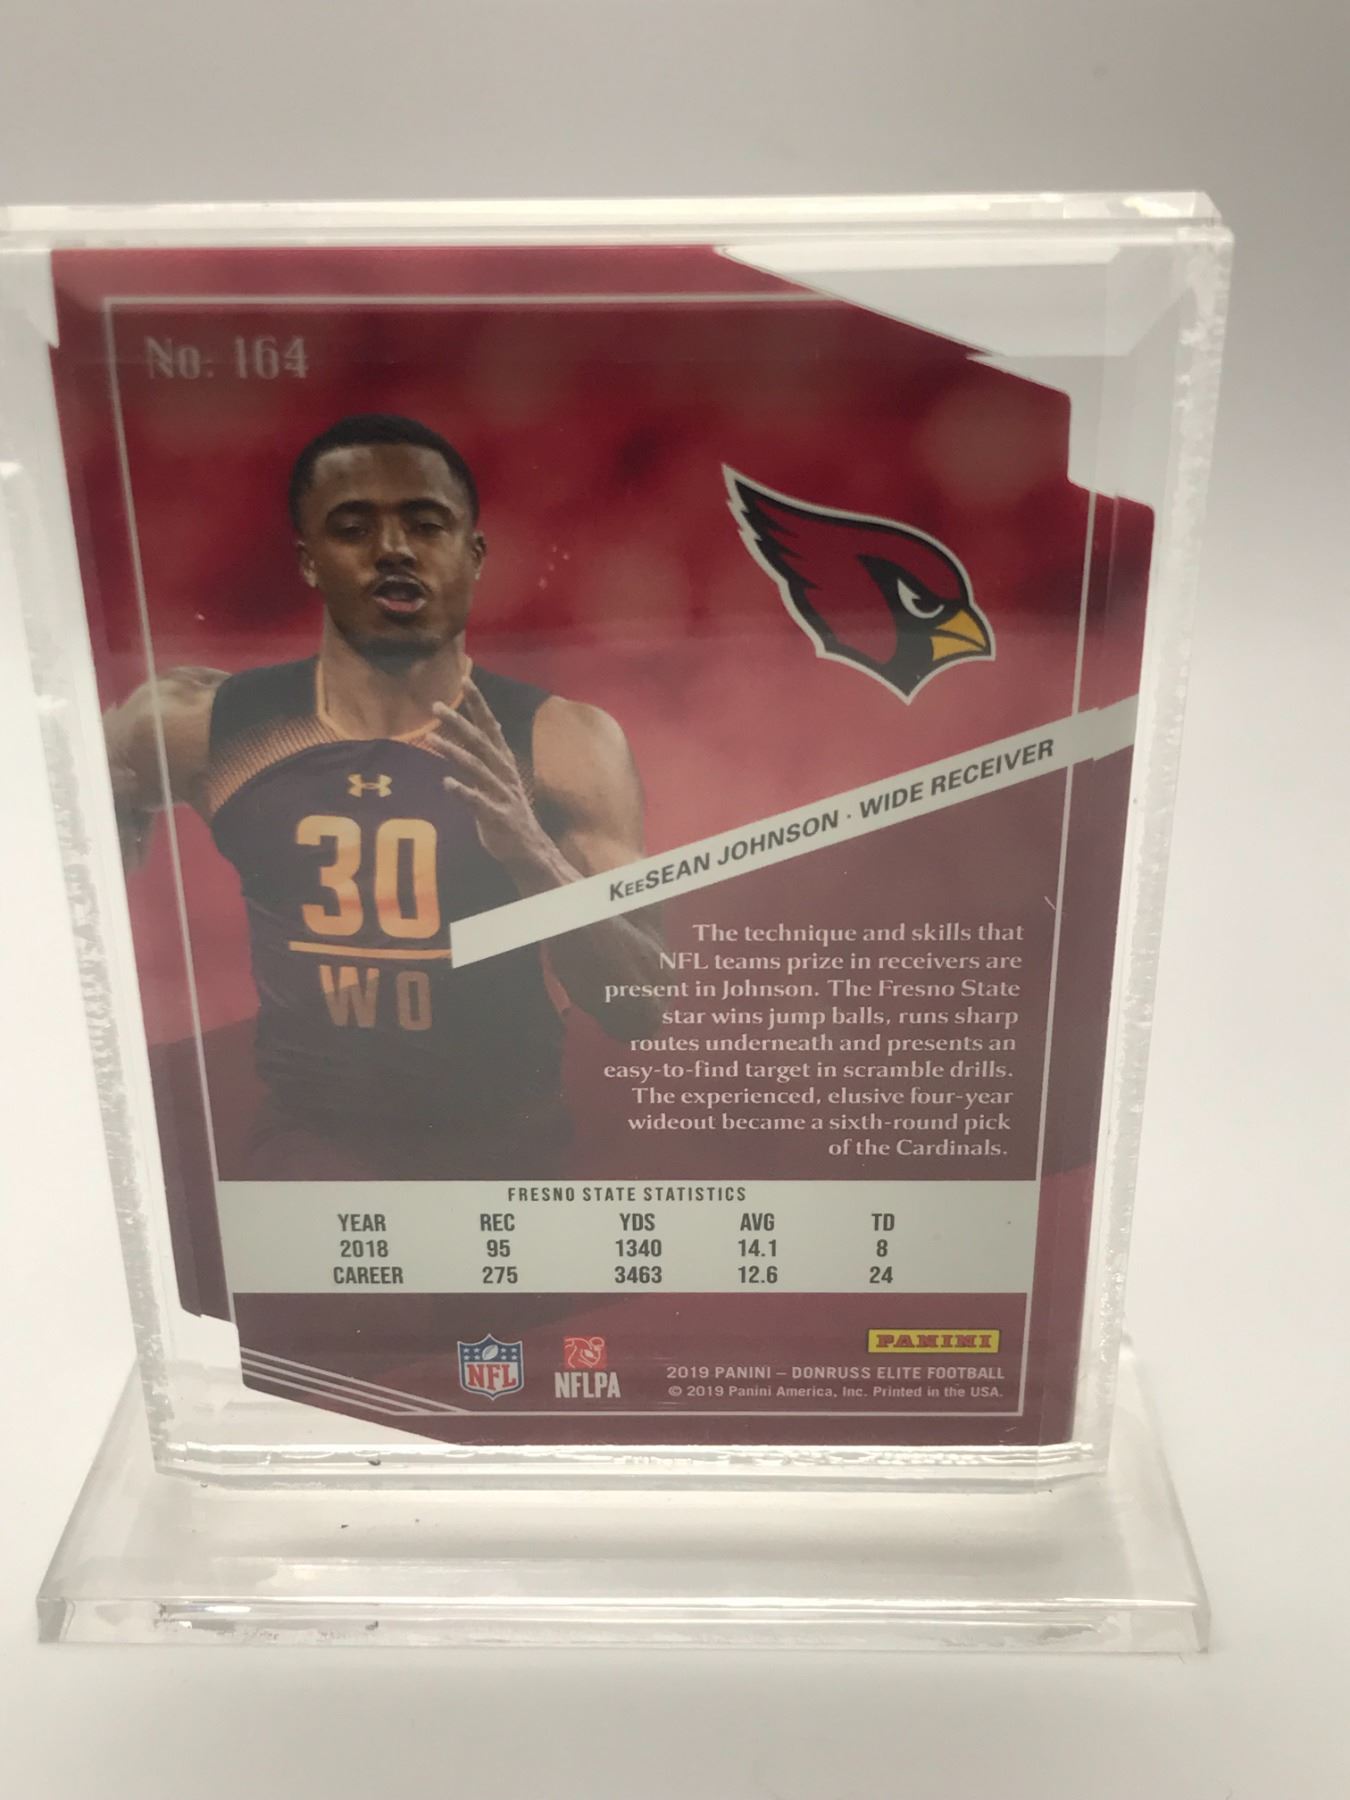 No. 164
30
WO
KeeSEAN JOHNSON · WIDE RECEIVER
The technique and skills that
NFL teams prize in receivers are
present in Johnson. The Fresno State
star wins jump balls, runs sharp
routes underneath and presents an
easy-to-find target in scramble drills.
The experienced, elusive four-year
wideout became a sixth-round pick
of the Cardinals.
FRESNO STATE STATISTICS
YEAR REC YDS AVG TD
2018 95 1340 14.1 8
CAREER 275 3463 12.6 24
NFL
NFLPA
PANINI
2019 PANINI – DONRUSS ELITE FOOTBALL
© 2019 Panini America, Inc. Printed in the USA.